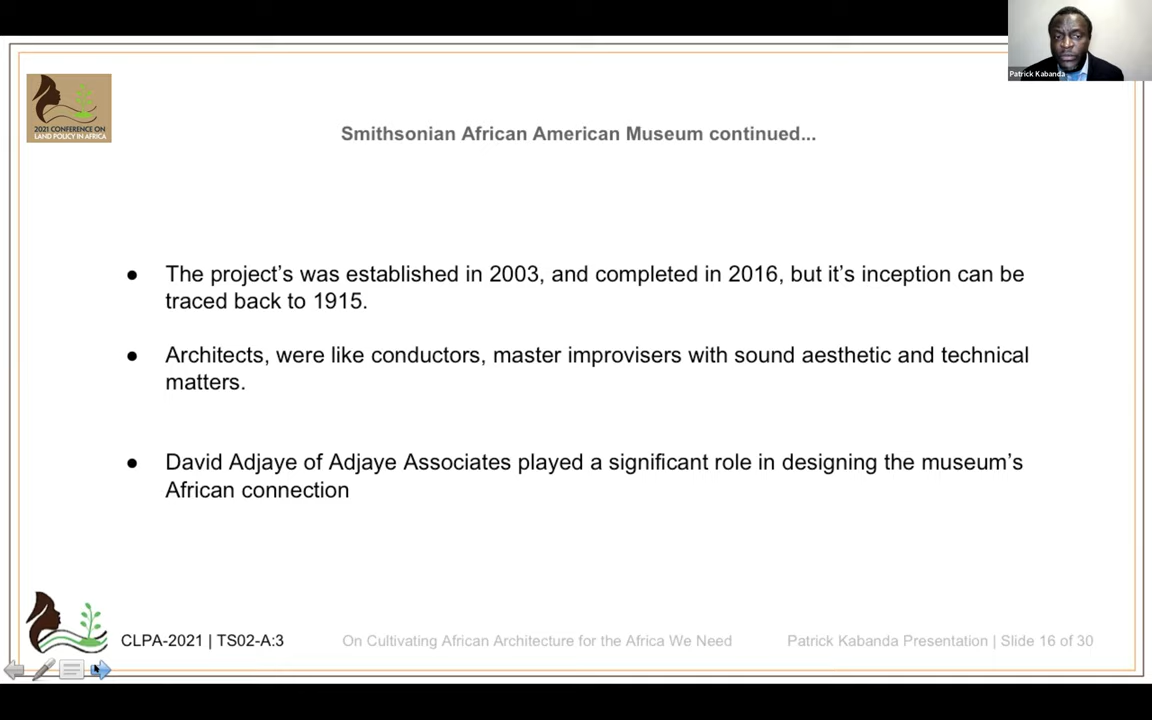 Patrick Kabanda
2021 CONFERENCE ON
LAND POLICY IN AFRICA
Smithsonian African American Museum continued...
● The project’s was established in 2003, and completed in 2016, but it’s inception can be
traced back to 1915.
● Architects, were like conductors, master improvisers with sound aesthetic and technical
matters.
● David Adjaye of Adjaye Associates played a significant role in designing the museum’s
African connection
CLPA-2021 | TS02-A:3 On Cultivating African Architecture for the Africa We Need Patrick Kabanda Presentation | Slide 16 of 30